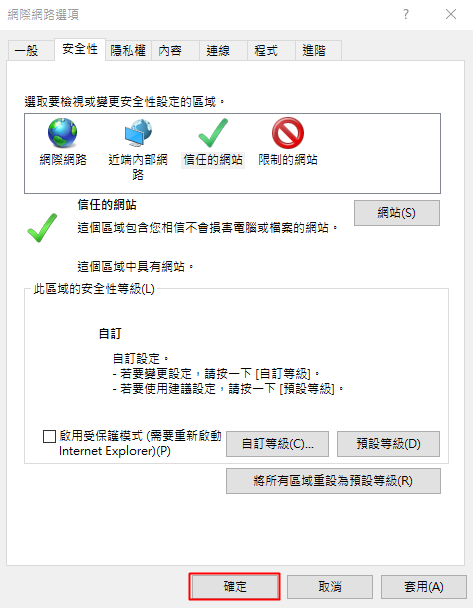 網際網路選項
? ×
一般 安全性 隱私權 內容 連線 程式 進階
選取要檢視或變更安全性設定的區域。
網際網路 近端內部網路 信任的網站 限制的網站
信任的網站
網站(S)
這個區域包含您相信不會損害電腦或檔案的網站。
這個區域中具有網站。
此區域的安全性等級(L)
自訂
自訂設定。
- 若要變更設定，請按一下 [自訂等級]。
- 若要使用建議設定，請按一下 [預設等級]。
啟用受保護模式 (需要重新啟動
Internet Explorer)(P)
自訂等級(C)... 預設等級(D)
將所有區域重設為預設等級(R)
確定 取消 套用(A)